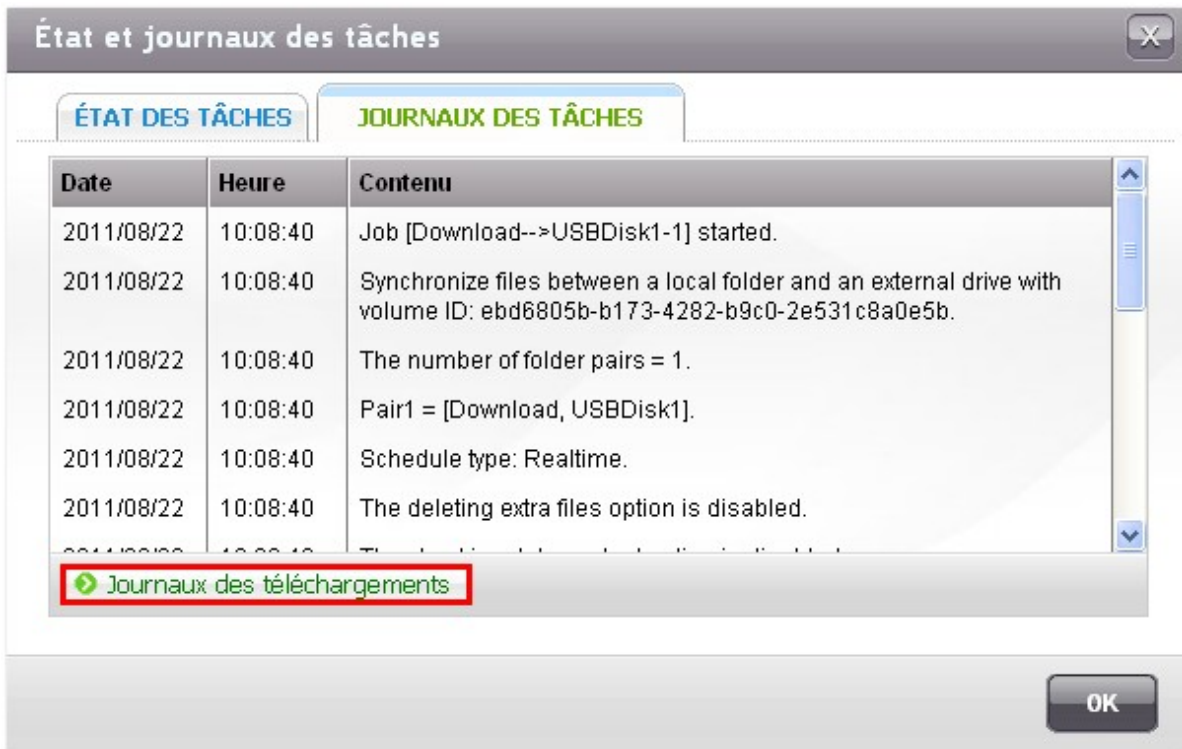 État et journaux des tâches
X
ÉTAT DES TÂCHES JOURNAUX DES TÂCHES
Date Heure Contenu
2011/08/22 10:08:40 Job [Download-->USBDisk1-1] started.
2011/08/22 10:08:40 Synchronize files between a local folder and an external drive with
volume ID: ebd6805b-b173-4282-b9c0-2e531c8a0e5b.
2011/08/22 10:08:40 The number of folder pairs = 1.
2011/08/22 10:08:40 Pair1 = [Download, USBDisk1].
2011/08/22 10:08:40 Schedule type: Realtime.
2011/08/22 10:08:40 The deleting extra files option is disabled.
Journaux des téléchargements
OK